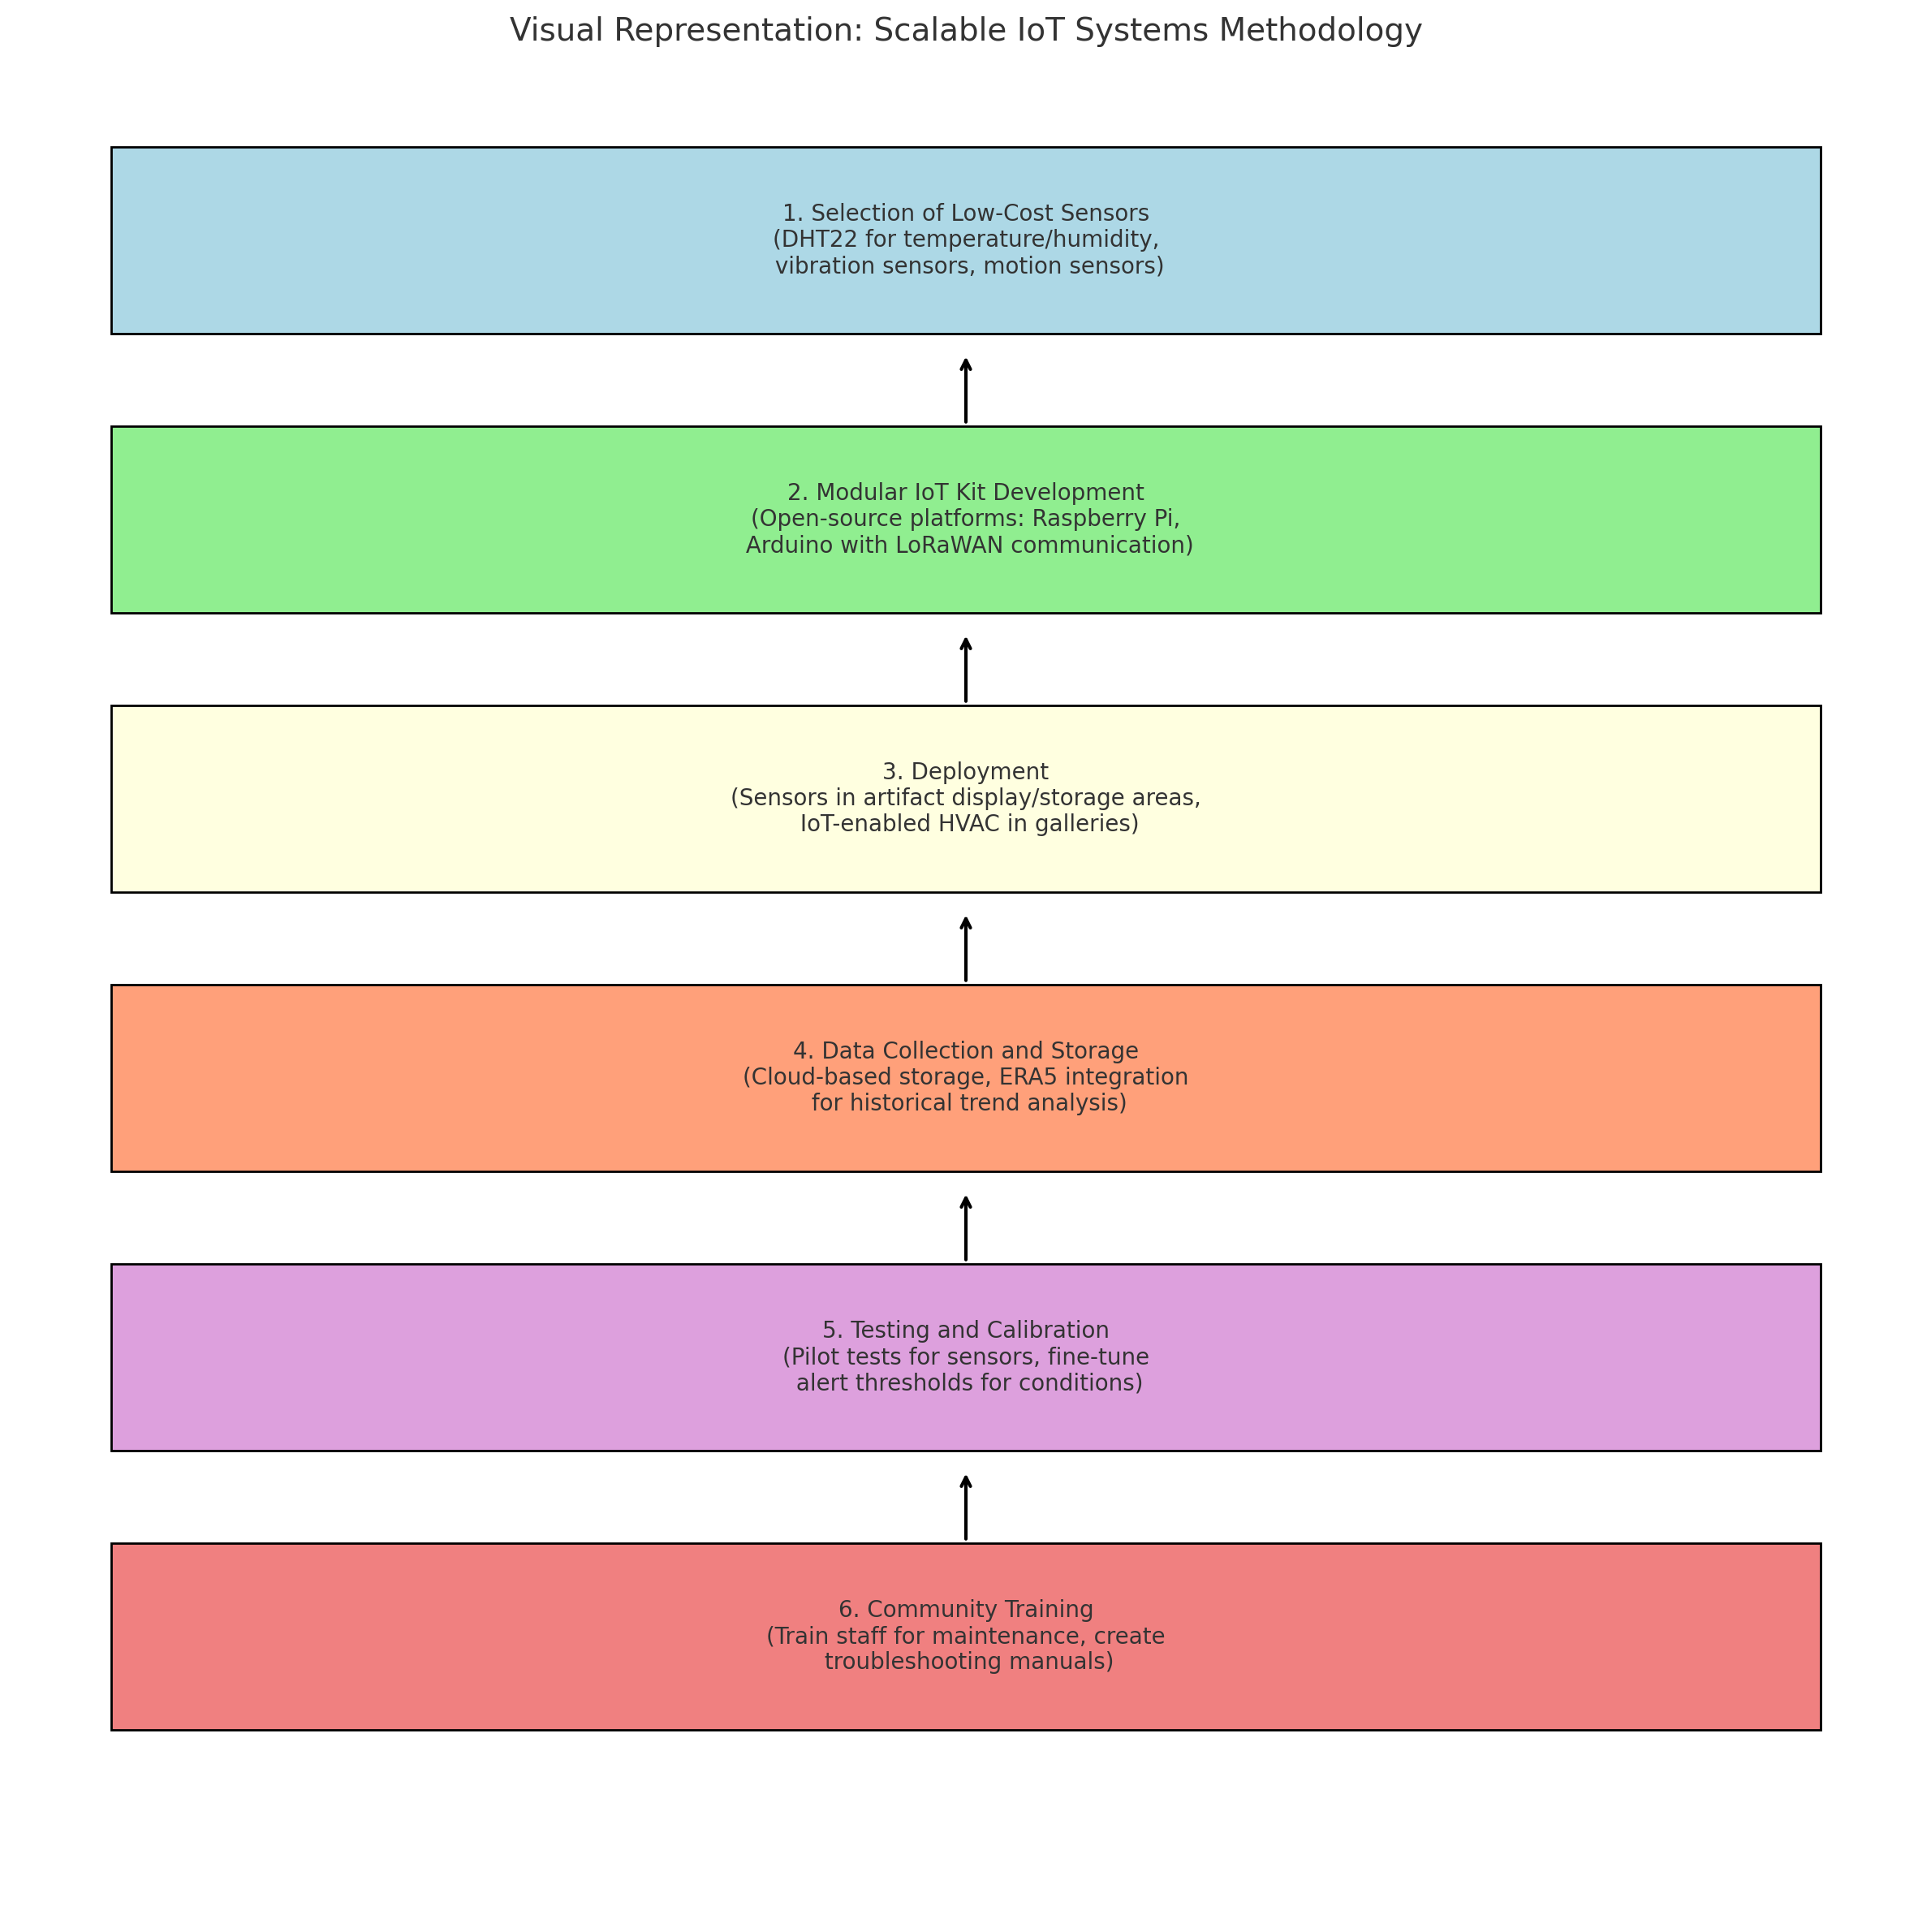 Visual Representation: Scalable IoT Systems Methodology
1. Selection of Low-Cost Sensors
(DHT22 for temperature/humidity,
vibration sensors, motion sensors)
2. Modular IoT Kit Development
(Open-source platforms: Raspberry Pi,
Arduino with LoRaWAN communication)
3. Deployment
(Sensors in artifact display/storage areas,
IoT-enabled HVAC in galleries)
4. Data Collection and Storage
(Cloud-based storage, ERA5 integration
for historical trend analysis)
5. Testing and Calibration
(Pilot tests for sensors, fine-tune
alert thresholds for conditions)
6. Community Training
(Train staff for maintenance, create
troubleshooting manuals)